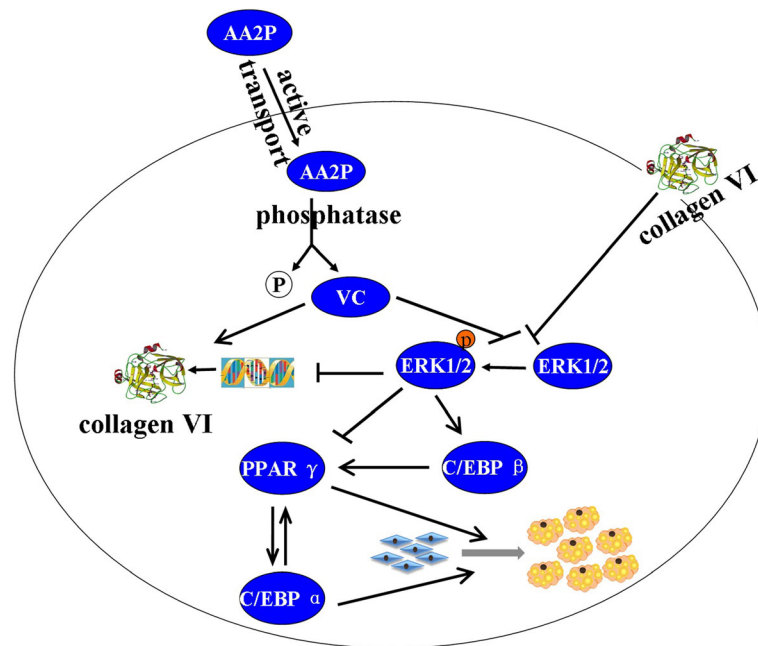 AA2P
active
transport
AA2P
collagen VI
phosphatase
P
VC
p
ERK1/2
ERK1/2
collagen VI
PPAR γ
C/EBP β
C/EBP α